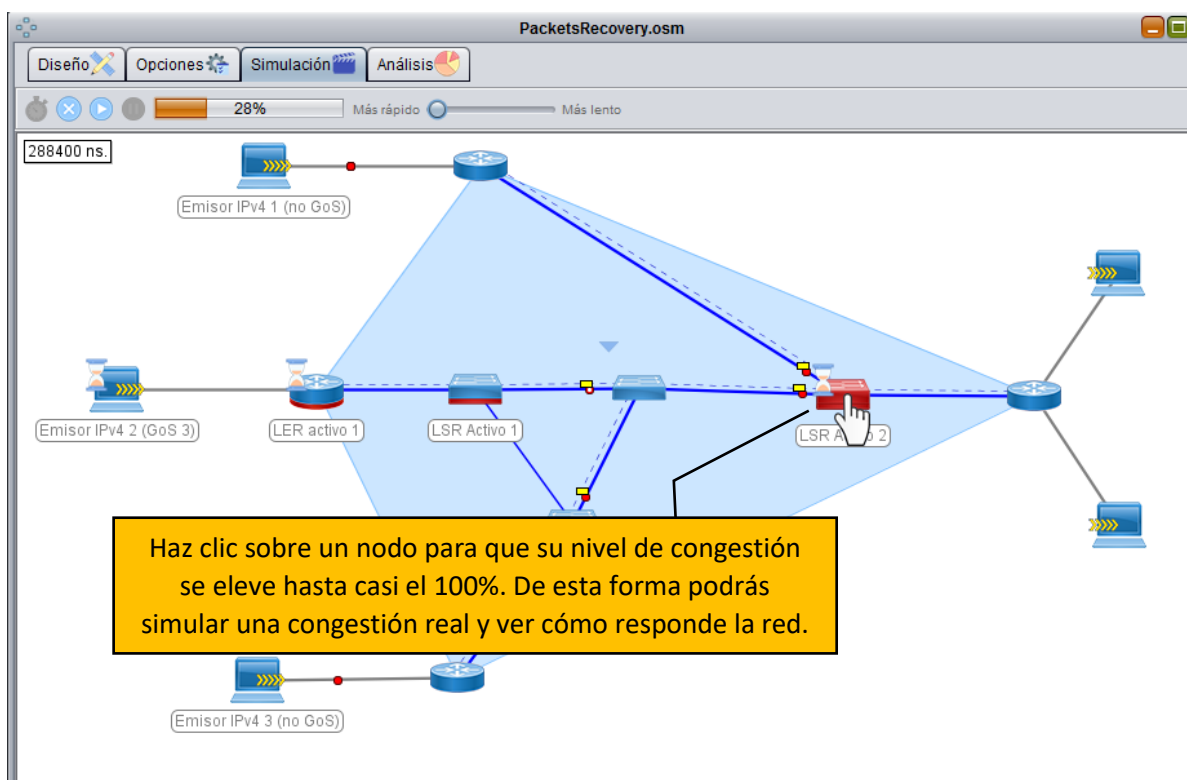 PacketsRecovery.osm
Diseño Opciones Simulación Análisis
28% Más rápido Más lento
288400 ns.
Emisor IPv4 1 (no GoS)
Emisor IPv4 2 (GoS 3) LER activo 1 LSR Activo 1 LSR 2
Haz clic sobre un nodo para que su nivel de congestión
se eleve hasta casi el 100%. De esta forma podrás
simular una congestión real y ver cómo responde la red.
Emisor IPv4 3 (no GoS)